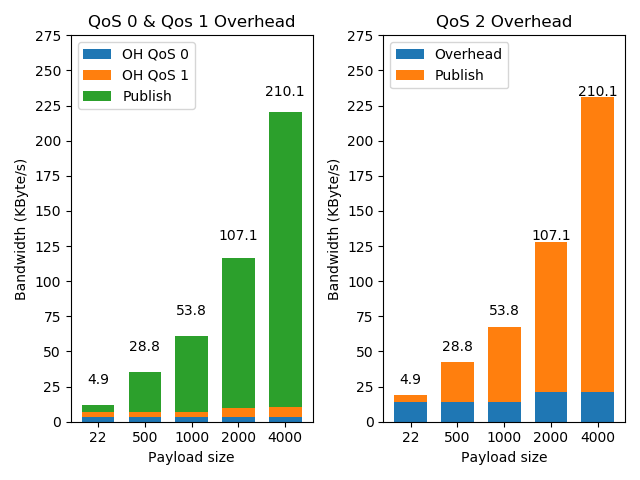 QoS 0 & Qos 1 Overhead
Bandwidth (KByte/s)
275
250
225
200
175
150
125
100
75
50
25
0
OH QoS 0
OH QoS 1
Publish
4.9
28.8
53.8
107.1
210.1
22 500 1000 2000 4000
Payload size
QoS 2 Overhead
Bandwidth (KByte/s)
275
250
225
200
175
150
125
100
75
50
25
0
Overhead
Publish
4.9
28.8
53.8
107.1
210.1
22 500 1000 2000 4000
Payload size